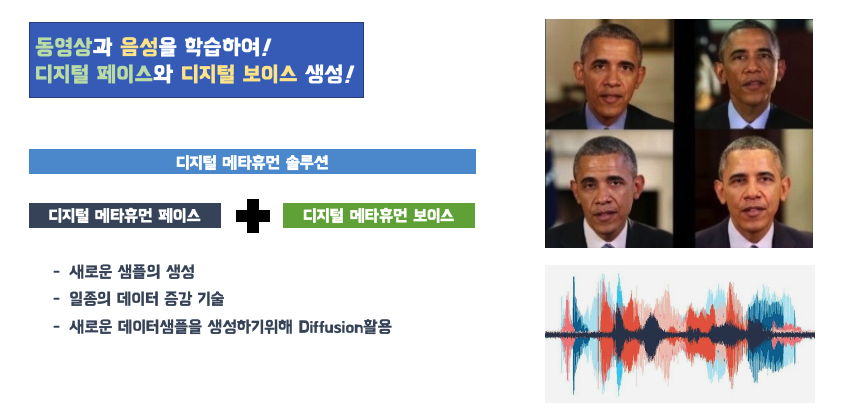 동영상과 음성을 학습하여!
디지털 페이스와 디지털 보이스 생성!
디지털 메타휴먼 솔루션
디지털 메타휴먼 페이스
디지털 메타휴먼 보이스
- 새로운 샘플의 생성
- 일종의 데이터 증강 기술
- 새로운 데이터샘플을 생성하기위해 Diffusion활용